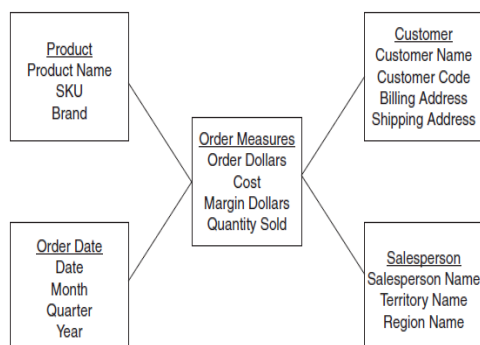 Product
Product Name
SKU
Brand
Customer
Customer Name
Customer Code
Billing Address
Shipping Address
Order Measures
Order Dollars
Cost
Margin Dollars
Quantity Sold
Order Date
Date
Month
Quarter
Year
Salesperson
Salesperson Name
Territory Name
Region Name